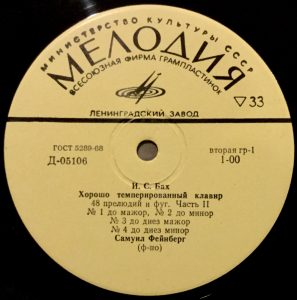 МИНИСТЕРСТВО КУЛЬТУРЫ СССР
МЕЛОДИЯ
ВСЕСОЮЗНАЯ ФИРМА ГРАМПЛАСТИНОК
ЛЕНИНГРАДСКИЙ ЗАВОД
▽33
ГОСТ 5289-68
Д-05106
вторая гр-1
1-00
И. С. Бах
Хорошо темперированный клавир
48 прелюдий и фуг. Часть II
№ 1 до мажор, № 2 до минор
№ 3 до диез мажор
№ 4 до диез минор
Самуил Фейнберг
(ф-но)